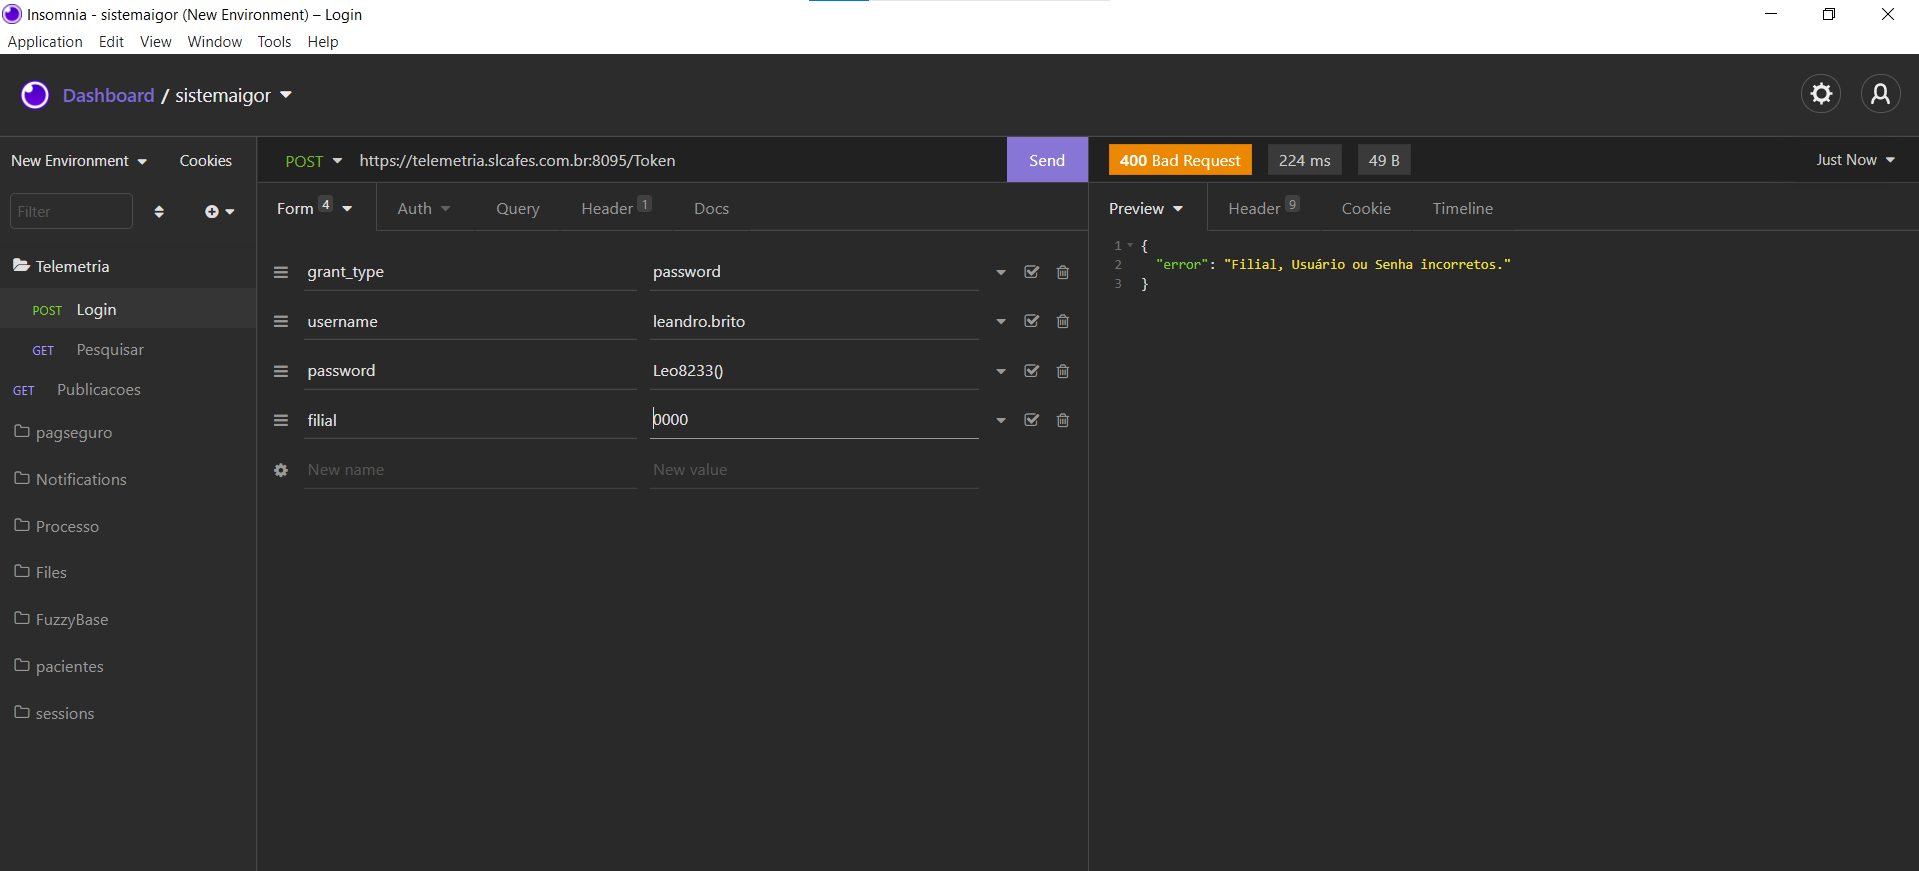 Insomnia - sistemaigor (New Environment) – Login
Application Edit View Window Tools Help
Dashboard / sistemaigor
New Environment Cookies
Filter
Telemetria
POST Login
GET Pesquisar
GET Publicacoes
pagseguro
Notifications
Processo
Files
FuzzyBase
pacientes
sessions
POST https://telemetria.slcafes.com.br:8095/Token Send
Form 4 Auth Query Header 1 Docs
grant_type password
username leandro.brito
password Leo8233()
filial 0000
New name New value
400 Bad Request 224 ms 49 B Just Now
Preview Header 9 Cookie Timeline
1 {
2 "error": "Filial, Usuário ou Senha incorretos."
3 }